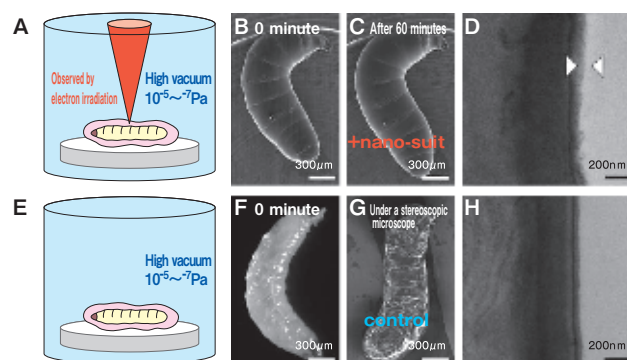 A
Observed by
electron irradiation
High vacuum
10⁻⁵~⁻⁷Pa
B 0 minute
300µm
C After 60 minutes
+nano-suit
300µm
D
200nm
E
High vacuum
10⁻⁵~⁻⁷Pa
F 0 minute
300µm
G Under a stereoscopic
microscope
control
300µm
H
200nm